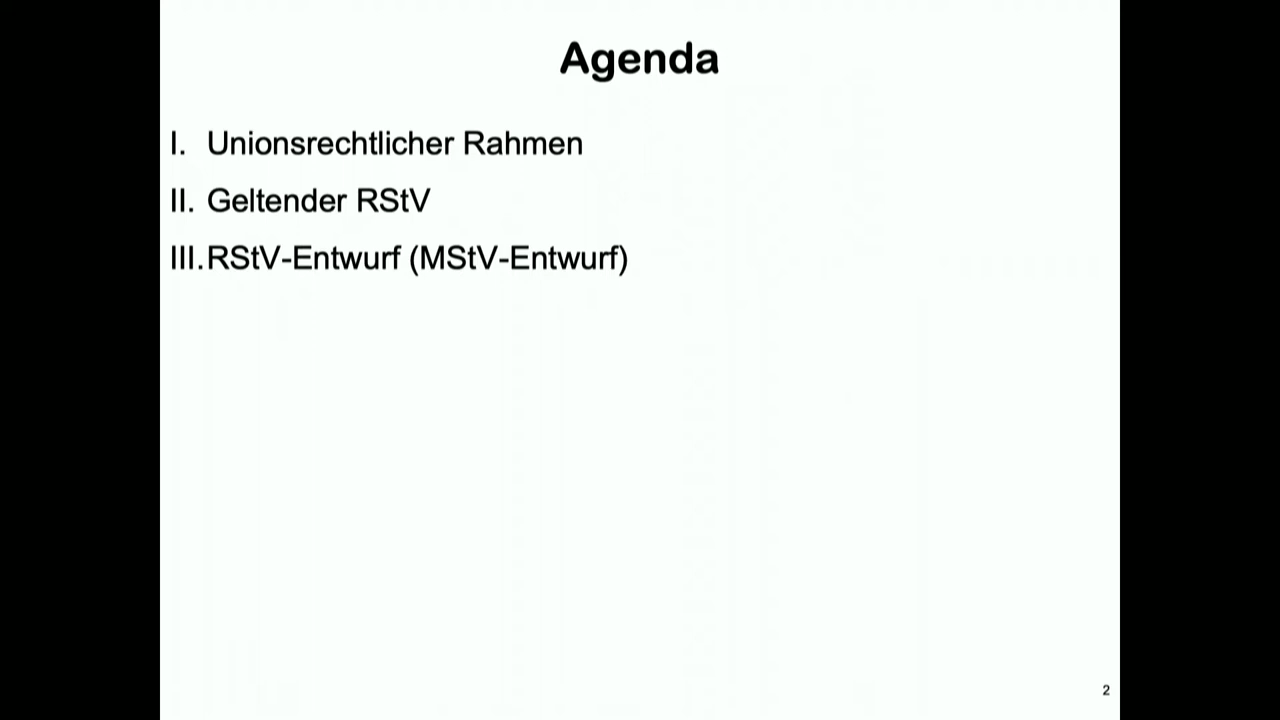 Agenda
I. Unionsrechtlicher Rahmen
II. Geltender RStV
III. RStV-Entwurf (MStV-Entwurf)
2